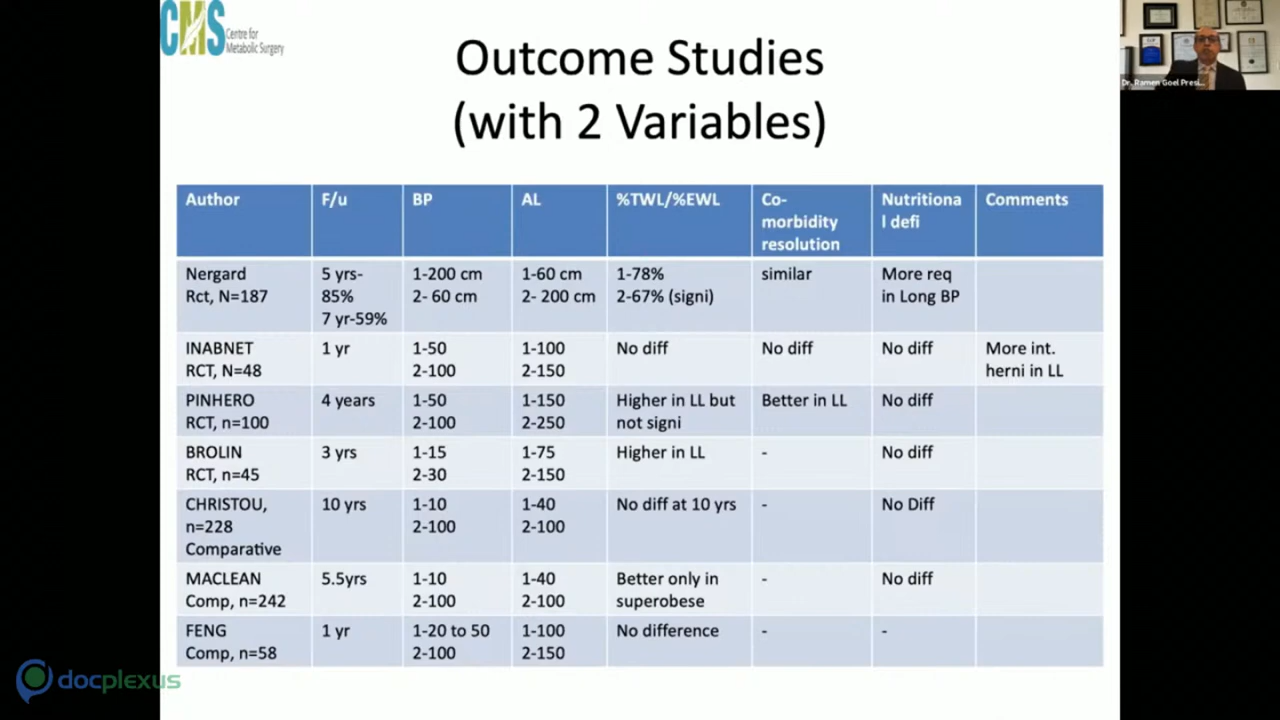 CMS Centre for
Metabolic Surgery
Outcome Studies
(with 2 Variables)
Dr. Ramen Goel Presi...
Author F/u BP AL %TWL/%EWL Co- Nutritiona Comments
morbidity l defi
resolution
Nergard 5 yrs- 1-200 cm 1-60 cm 1-78% similar More req
Rct, N=187 85% 2- 60 cm 2- 200 cm 2-67% (signi) in Long BP
7 yr-59%
INABNET 1 yr 1-50 1-100 No diff No diff No diff More int.
RCT, N=48 2-100 2-150 herni in LL
PINHERO 4 years 1-50 1-150 Higher in LL but Better in LL No diff
RCT, n=100 2-100 2-250 not signi
BROLIN 3 yrs 1-15 1-75 Higher in LL - No diff
RCT, n=45 2-30 2-150
CHRISTOU, 10 yrs 1-10 1-40 No diff at 10 yrs - No Diff
n=228 2-100 2-100
Comparative
MACLEAN 5.5yrs 1-10 1-40 Better only in - No diff
Comp, n=242 2-100 2-100 superobese
FENG 1 yr 1-20 to 50 1-100 No difference - -
Comp, n=58 2-100 2-150
docplexus